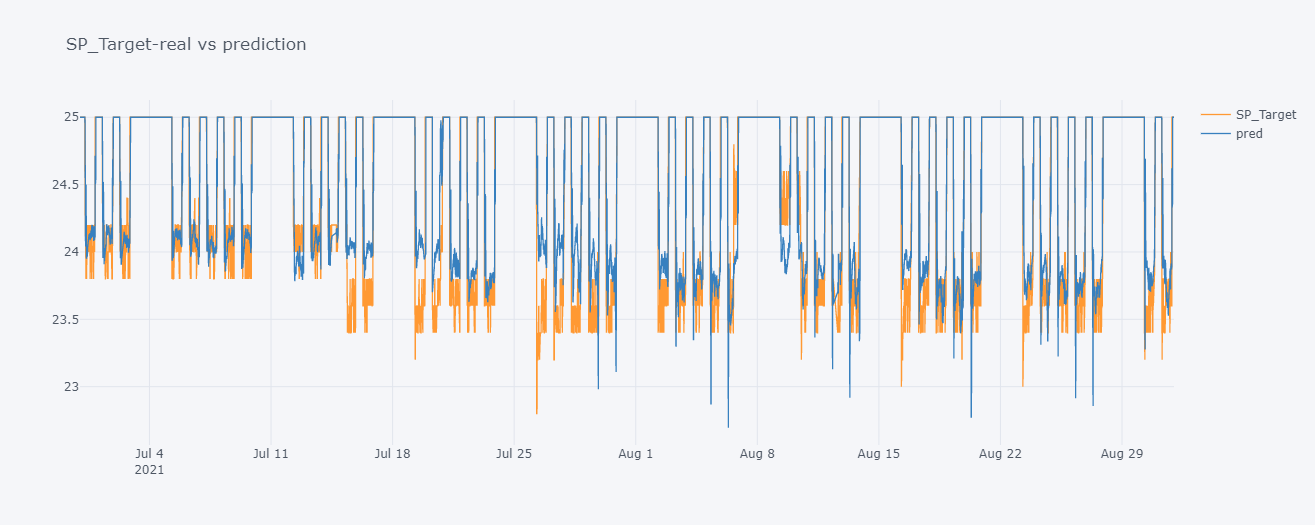 SP_Target-real vs prediction
25
24.5
24
23.5
23
Jul 4
2021
Jul 11
Jul 18
Jul 25
Aug 1
Aug 8
Aug 15
Aug 22
Aug 29
SP_Target
pred